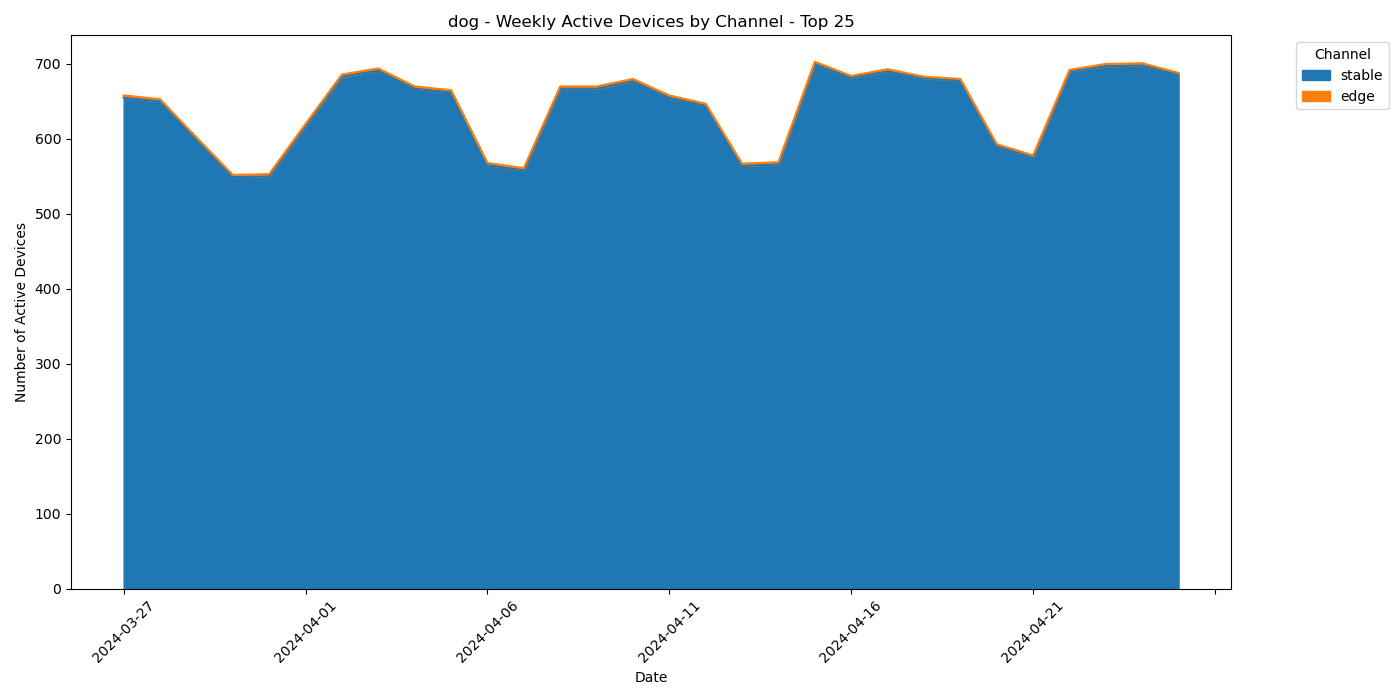 dog - Weekly Active Devices by Channel - Top 25
Channel
stable
edge
Number of Active Devices
700
600
500
400
300
200
100
0
2024-03-27
2024-04-01
2024-04-06
2024-04-11
2024-04-16
2024-04-21
Date